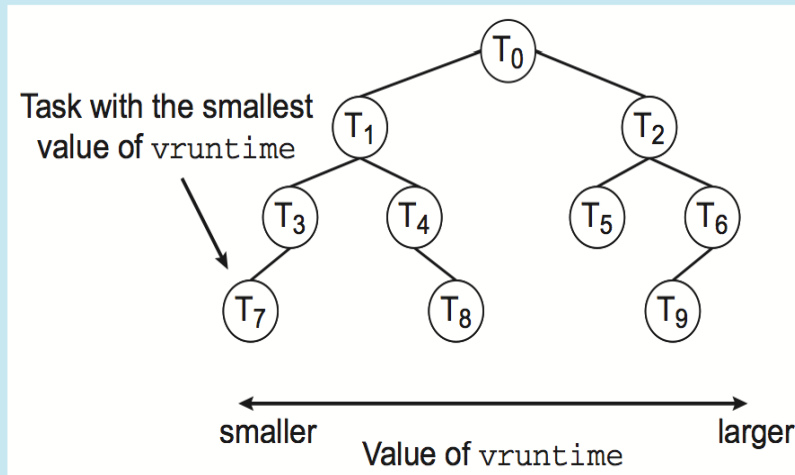 T0
Task with the smallest
value of vruntime
T1
T2
T3
T4
T5
T6
T7
T8
T9
smaller
larger
Value of vruntime